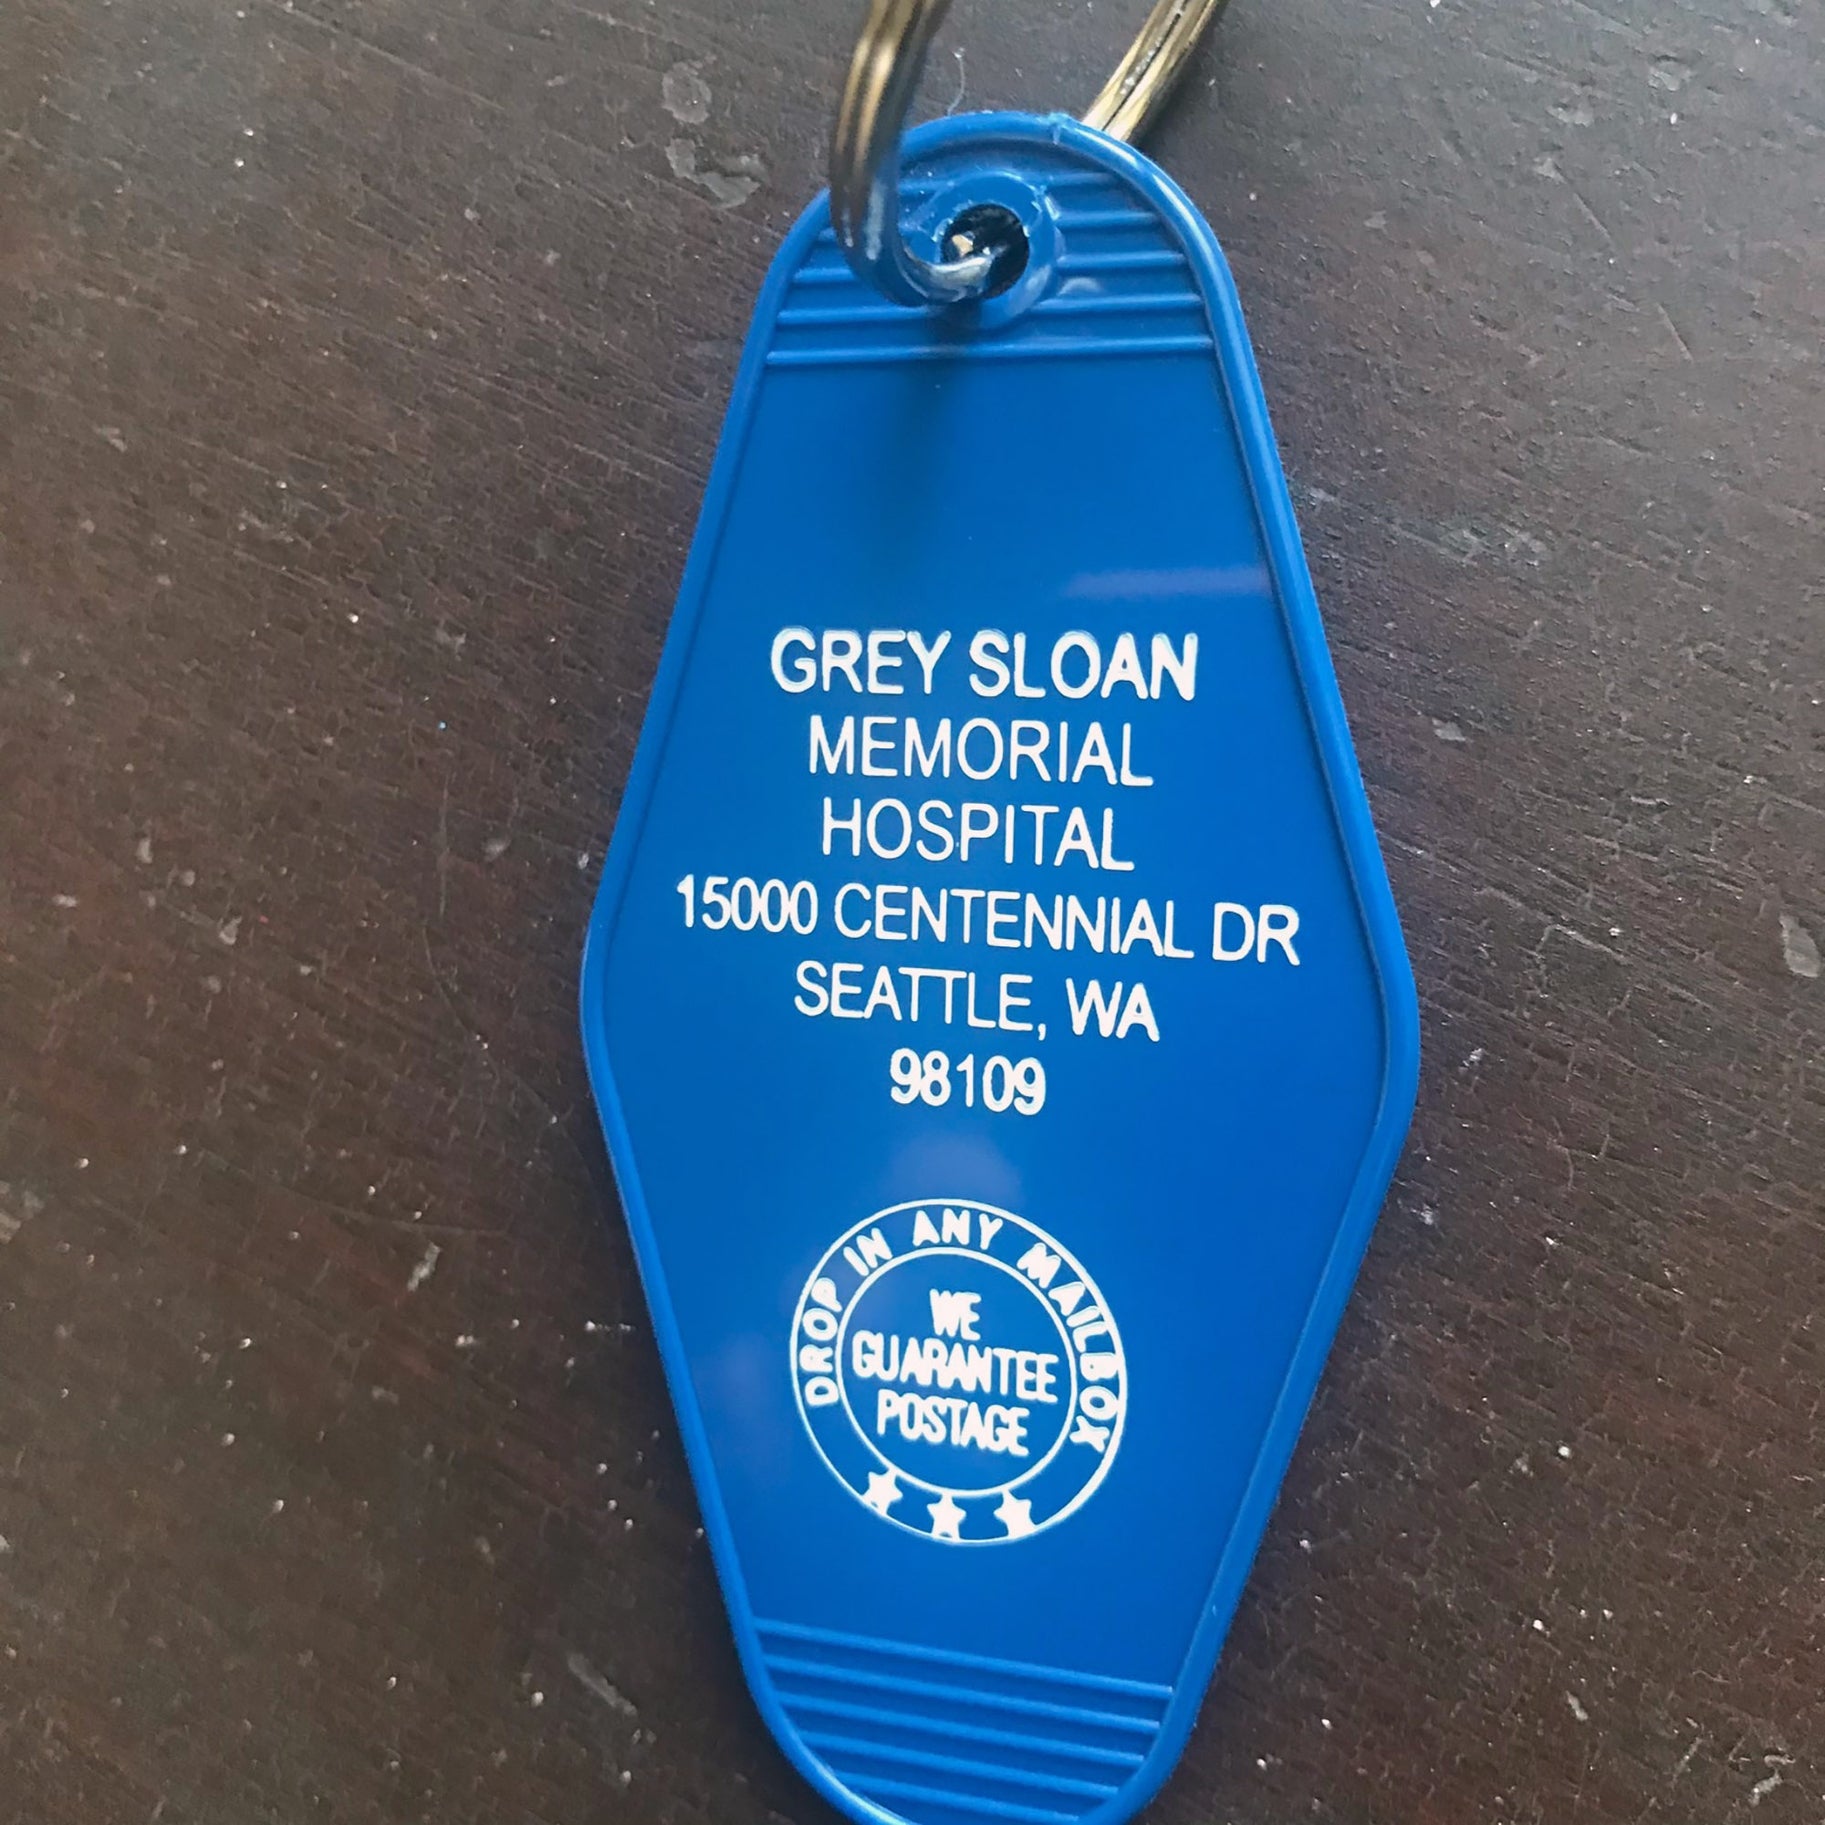 GREY SLOAN
MEMORIAL
HOSPITAL
15000 CENTENNIAL DR
SEATTLE, WA
98109
DROP IN ANY MAILBOX
WE
GUARANTEE
POSTAGE